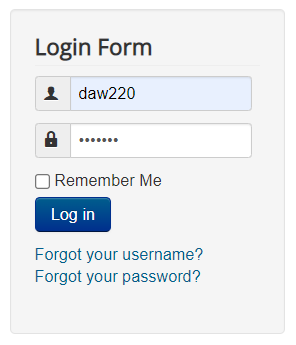 Login Form
daw220
•••••••
Remember Me
Log in
Forgot your username?
Forgot your password?